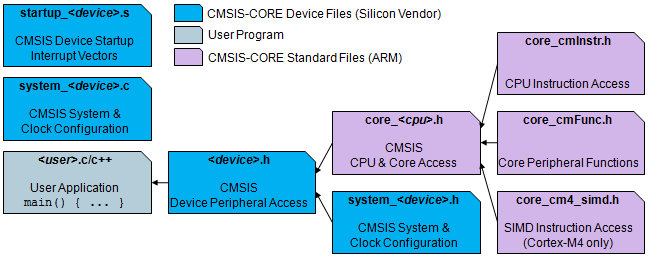 startup_<device>.s
CMSIS Device Startup
Interrupt Vectors
CMSIS-CORE Device Files (Silicon Vendor)
User Program
CMSIS-CORE Standard Files (ARM)
core_cmInstr.h
CPU Instruction Access
system_<device>.c
CMSIS System &
Clock Configuration
core_<cpu>.h
CMSIS
CPU & Core Access
core_cmFunc.h
Core Peripheral Functions
<user>.c/c++
User Application
main() { ... }
<device>.h
CMSIS
Device Peripheral Access
system_<device>.h
CMSIS System &
Clock Configuration
core_cm4_simd.h
SIMD Instruction Access
(Cortex-M4 only)